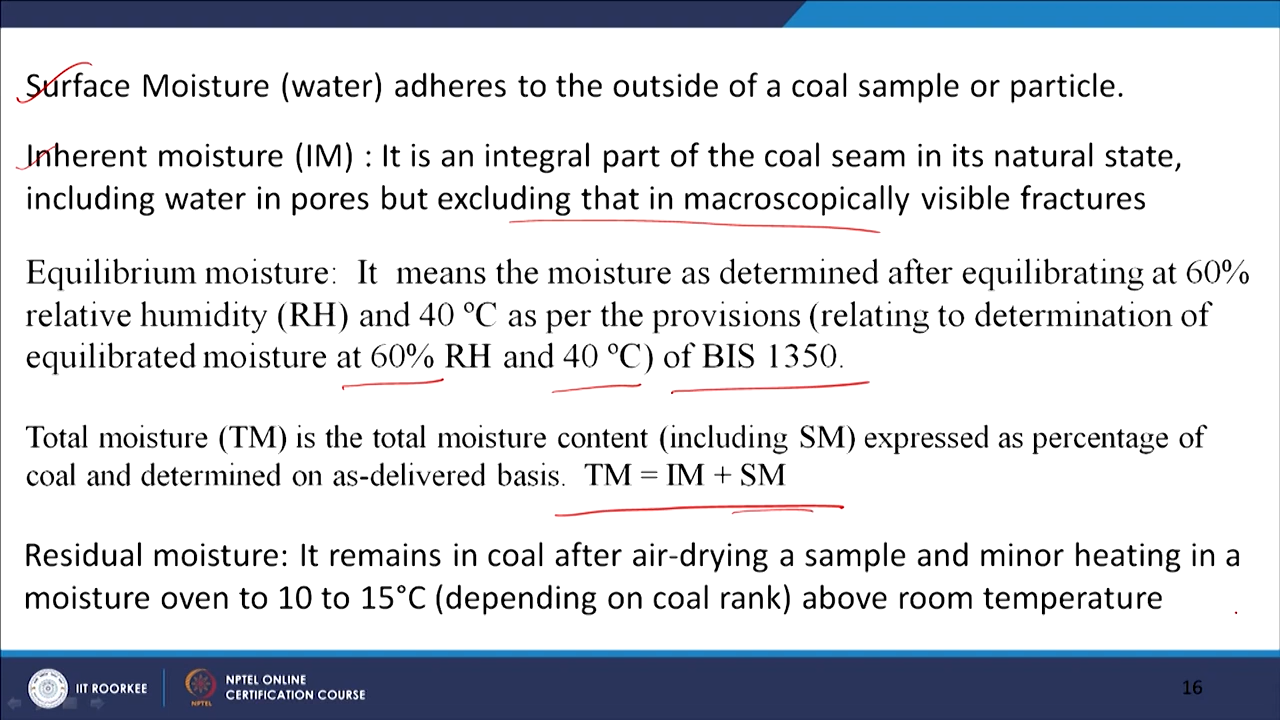 Surface Moisture (water) adheres to the outside of a coal sample or particle.
Inherent moisture (IM) : It is an integral part of the coal seam in its natural state,
including water in pores but excluding that in macroscopically visible fractures
Equilibrium moisture: It means the moisture as determined after equilibrating at 60%
relative humidity (RH) and 40 ºC as per the provisions (relating to determination of
equilibrated moisture at 60% RH and 40 ºC) of BIS 1350.
Total moisture (TM) is the total moisture content (including SM) expressed as percentage of
coal and determined on as-delivered basis. TM = IM + SM
Residual moisture: It remains in coal after air-drying a sample and minor heating in a
moisture oven to 10 to 15°C (depending on coal rank) above room temperature
IIT ROORKEE
NPTEL
NPTEL ONLINE
CERTIFICATION COURSE
16